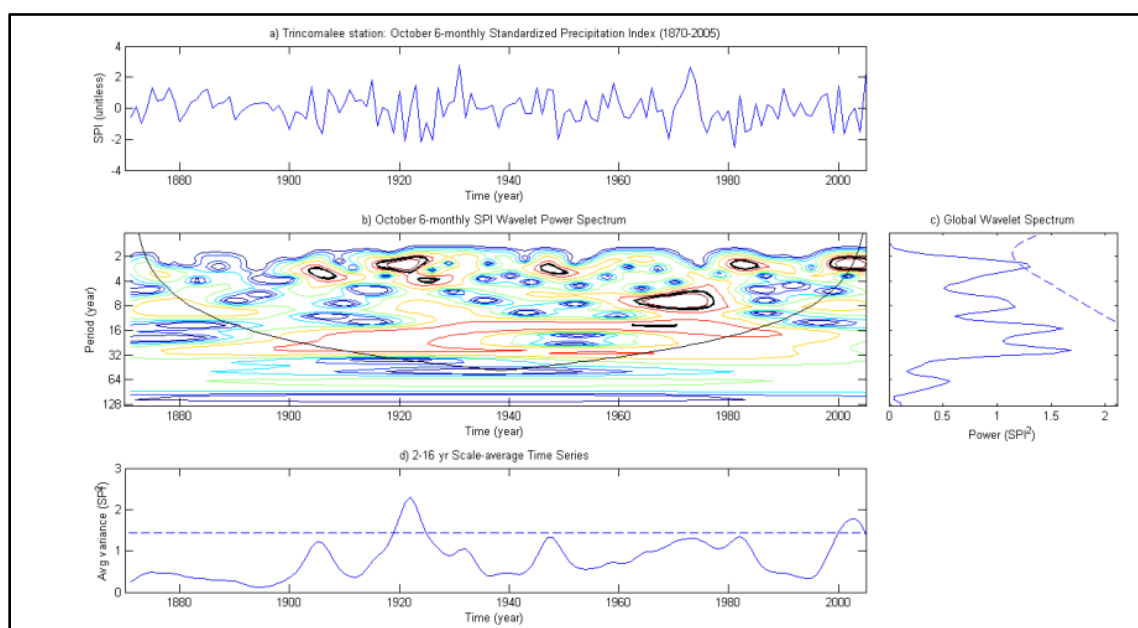 a) Trincomalee station: October 6-monthly Standardized Precipitation Index (1870-2005)
4
2
0
-2
-4
SPI (unitless)
1880 1900 1920 1940 1960 1980 2000
Time (year)
b) October 6-monthly SPI Wavelet Power Spectrum
2
4
8
16
32
64
128
Period (year)
1880 1900 1920 1940 1960 1980 2000
Time (year)
c) Global Wavelet Spectrum
0 0.5 1 1.5 2
Power (SPI²)
d) 2-16 yr Scale-average Time Series
3
2
1
0
Avg variance (SPI²)
1880 1900 1920 1940 1960 1980 2000
Time (year)